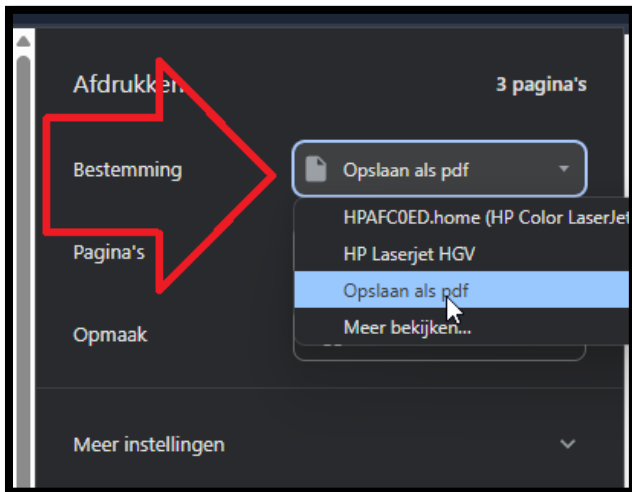 Afdrukken 3 pagina's
Bestemming Opslaan als pdf
HPAFC0ED.home (HP Color LaserJet
Pagina's HP Laserjet HGV
Opslaan als pdf
Opmaak Meer bekijken...
Meer instellingen